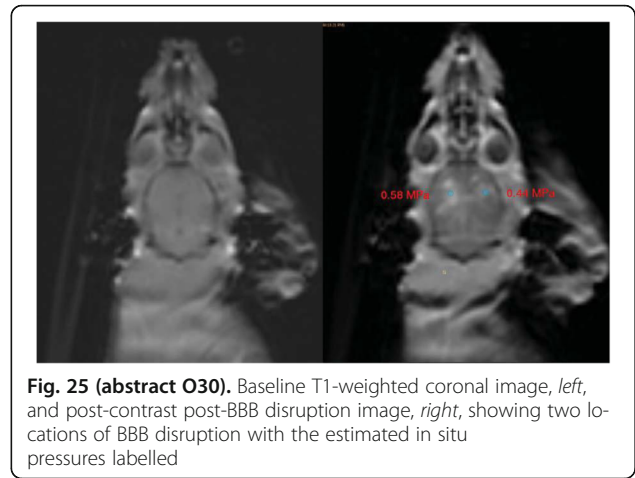 0.58 MPa
0.44 MPa
Fig. 25 (abstract O30). Baseline T1-weighted coronal image, left,
and post-contrast post-BBB disruption image, right, showing two lo-
cations of BBB disruption with the estimated in situ
pressures labelled